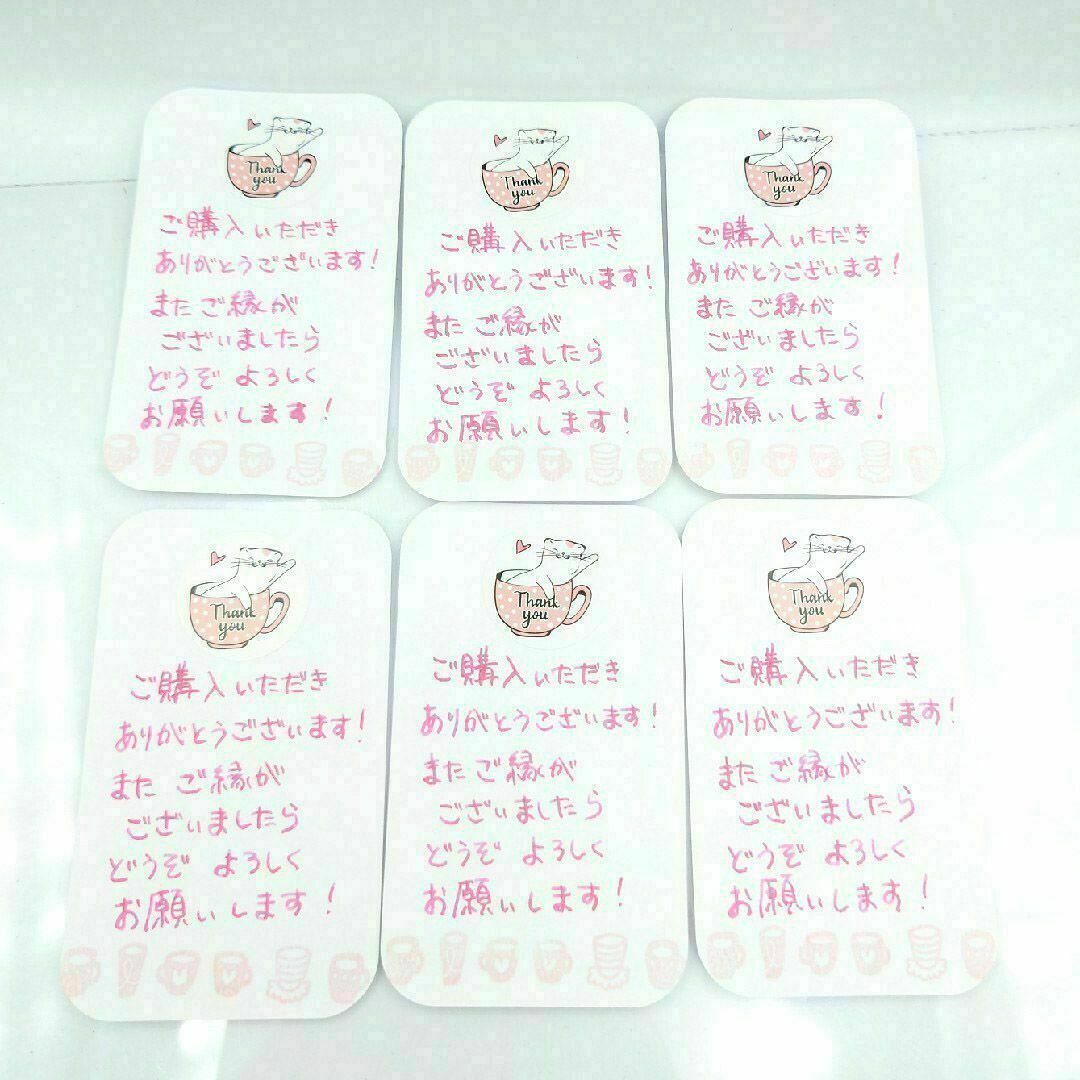 Thank
you
ご購入いただき
ありがとうございます!
また ご縁が
ございましたら
どうぞ よろしく
お願いします!
Thank
you
ご購入いただき
ありがとうございます!
また ご縁が
ございましたら
どうぞ よろしく
お願いします!
Thank
you
ご購入いただき
ありがとうございます!
また ご縁が
ございましたら
どうぞ よろしく
お願いします!
Thank
you
ご購入いただき
ありがとうございます!
また ご縁が
ございましたら
どうぞ よろしく
お願いします!
Thank
you
ご購入いただき
ありがとうございます!
また ご縁が
ございましたら
どうぞ よろしく
お願いします!
Thank
you
ご購入いただき
ありがとうございます!
また ご縁が
ございましたら
どうぞ よろしく
お願いします!